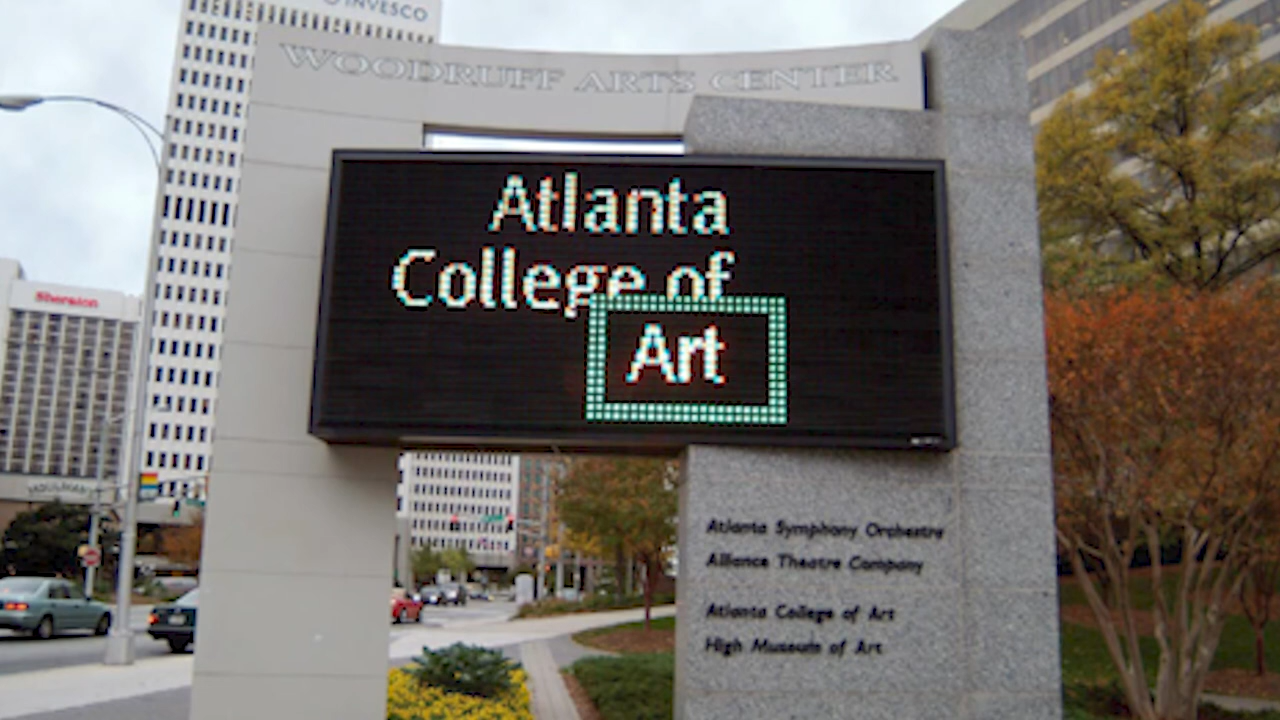 INVESCO
WOODRUFF ARTS CENTER
Atlanta
College of
Art
Sheraton
Atlanta Symphony Orchestra
Alliance Theatre Company
Atlanta College of Art
High Museum of Art